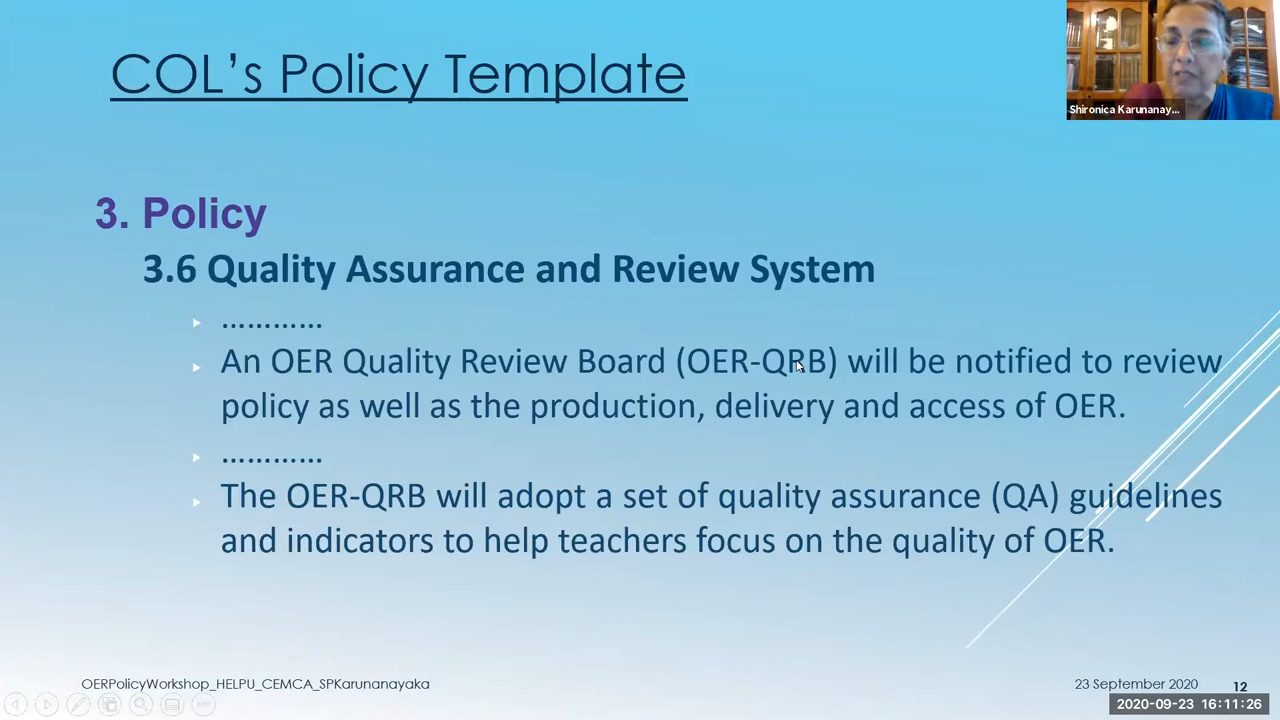 COL’s Policy Template
Shironica Karunanay...
3. Policy
3.6 Quality Assurance and Review System
…………
An OER Quality Review Board (OER-QRB) will be notified to review
policy as well as the production, delivery and access of OER.
…………
The OER-QRB will adopt a set of quality assurance (QA) guidelines
and indicators to help teachers focus on the quality of OER.
OERPolicyWorkshop_HELPU_CEMCA_SPKarunanayaka
23 September 2020 12
2020-09-23 16:11:26